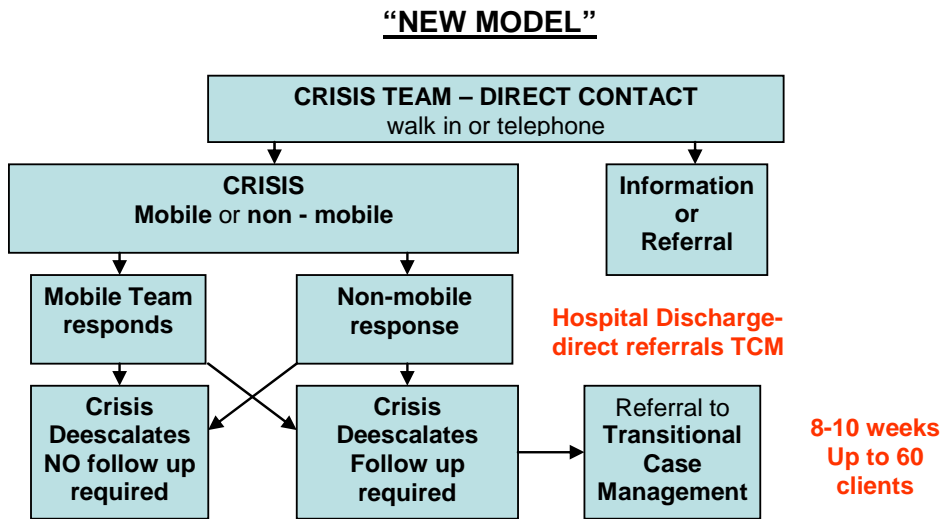 “NEW MODEL”
CRISIS TEAM – DIRECT CONTACT
walk in or telephone
CRISIS
Mobile or non - mobile
Information
or
Referral
Mobile Team
responds
Non-mobile
response
Hospital Discharge-
direct referrals TCM
Crisis
Deescalates
NO follow up
required
Crisis
Deescalates
Follow up
required
Referral to
Transitional
Case
Management
8-10 weeks
Up to 60
clients